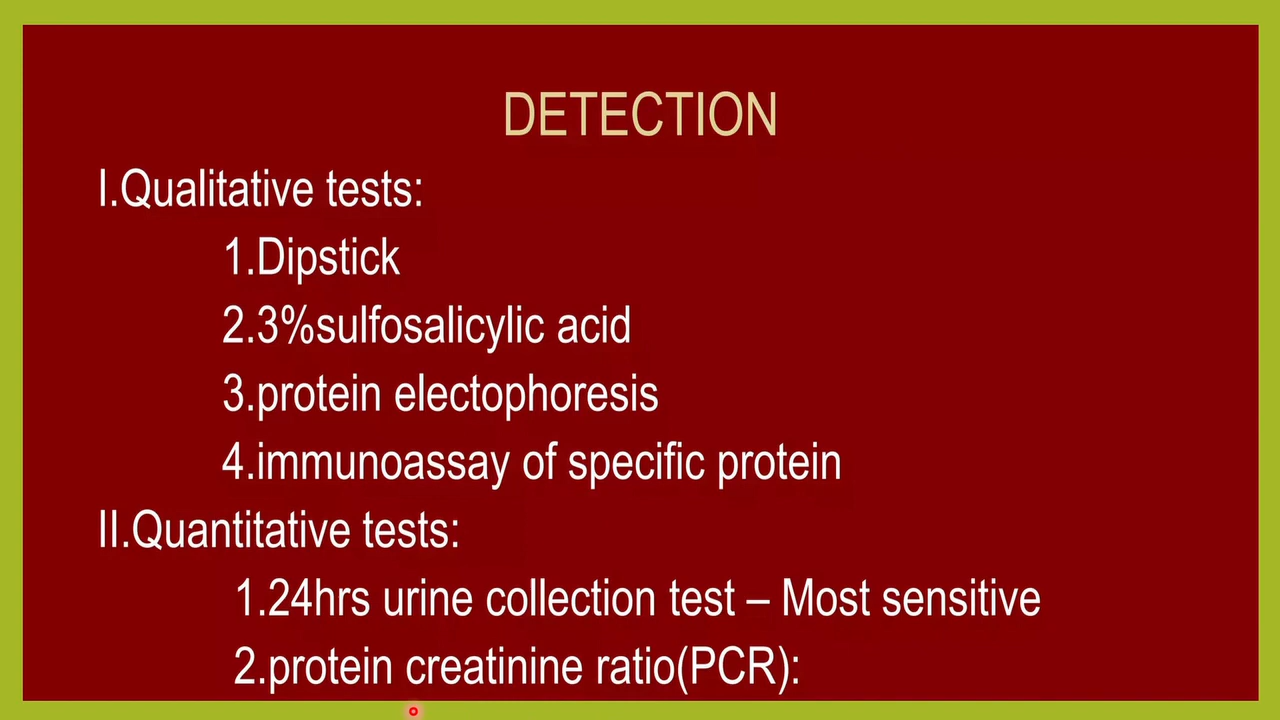 DETECTION
I.Qualitative tests:
1.Dipstick
2.3%sulfosalicylic acid
3.protein electophoresis
4.immunoassay of specific protein
II.Quantitative tests:
1.24hrs urine collection test – Most sensitive
2.protein creatinine ratio(PCR):